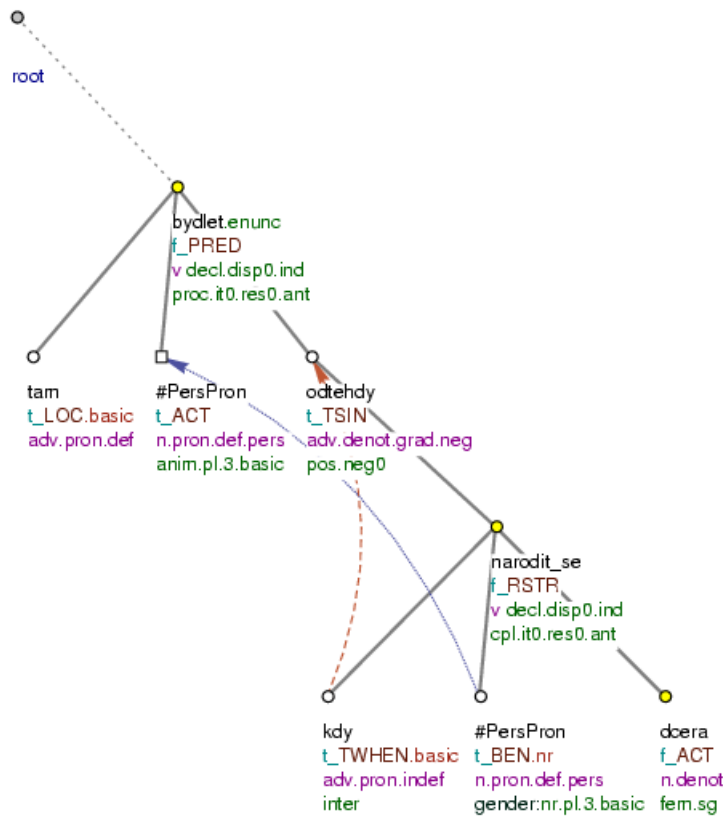 root
bydlet.enunc
f_PRED
v decl.disp0.ind
proc.it0.res0.ant
tam
t_LOC.basic
adv.pron.def
#PersPron
t_ACT
n.pron.def.pers
anim.pl.3.basic
odtehdy
t_TSIN
adv.denot.grad.neg
pos.neg0
narodit_se
f_RSTR
v decl.disp0.ind
cpl.it0.res0.ant
kdy
t_TWHEN.basic
adv.pron.indef
inter
#PersPron
t_BEN.nr
n.pron.def.pers
gender:nr.pl.3.basic
dcera
f_ACT
n.denot
fem.sg